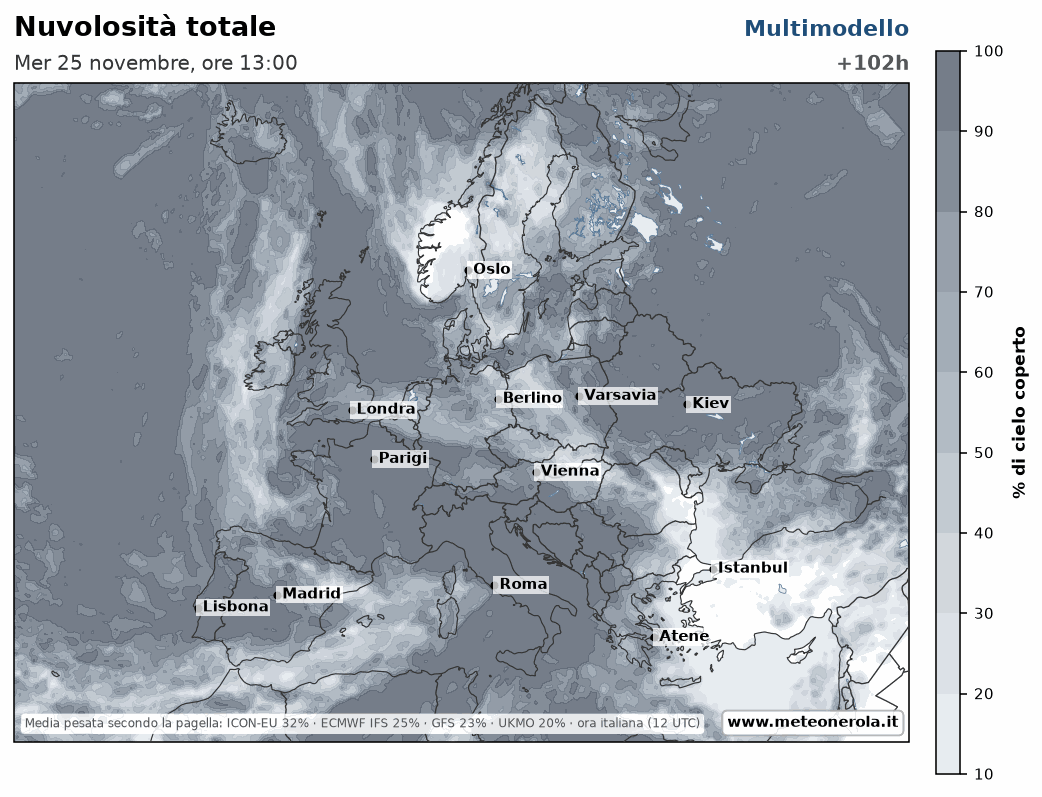 Nuvolosità totale
Multimodello
Mer 25 novembre, ore 13:00
+102h
100
90
80
70
60
50
40
30
20
10
% di cielo coperto
Oslo
Londra
Berlino
Varsavia
Kiev
Parigi
Vienna
Istanbul
Roma
Madrid
Lisbona
Atene
Media pesata secondo la pagella: ICON-EU 32% · ECMWF IFS 25% · GFS 23% · UKMO 20% · ora italiana (12 UTC)
www.meteonerola.it